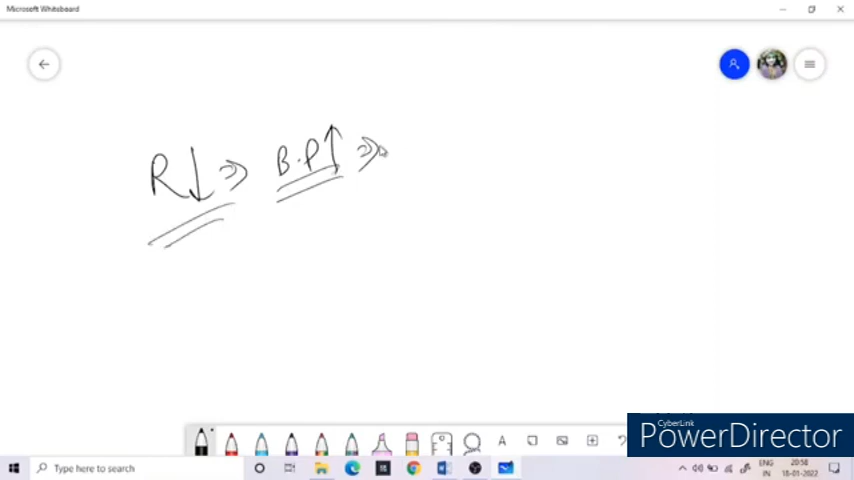 Microsoft Whiteboard
R↓ ⇒ B.P↑ ⇒
CyberLink
PowerDirector
Type here to search
ENG
IN
20:58
18-01-2022